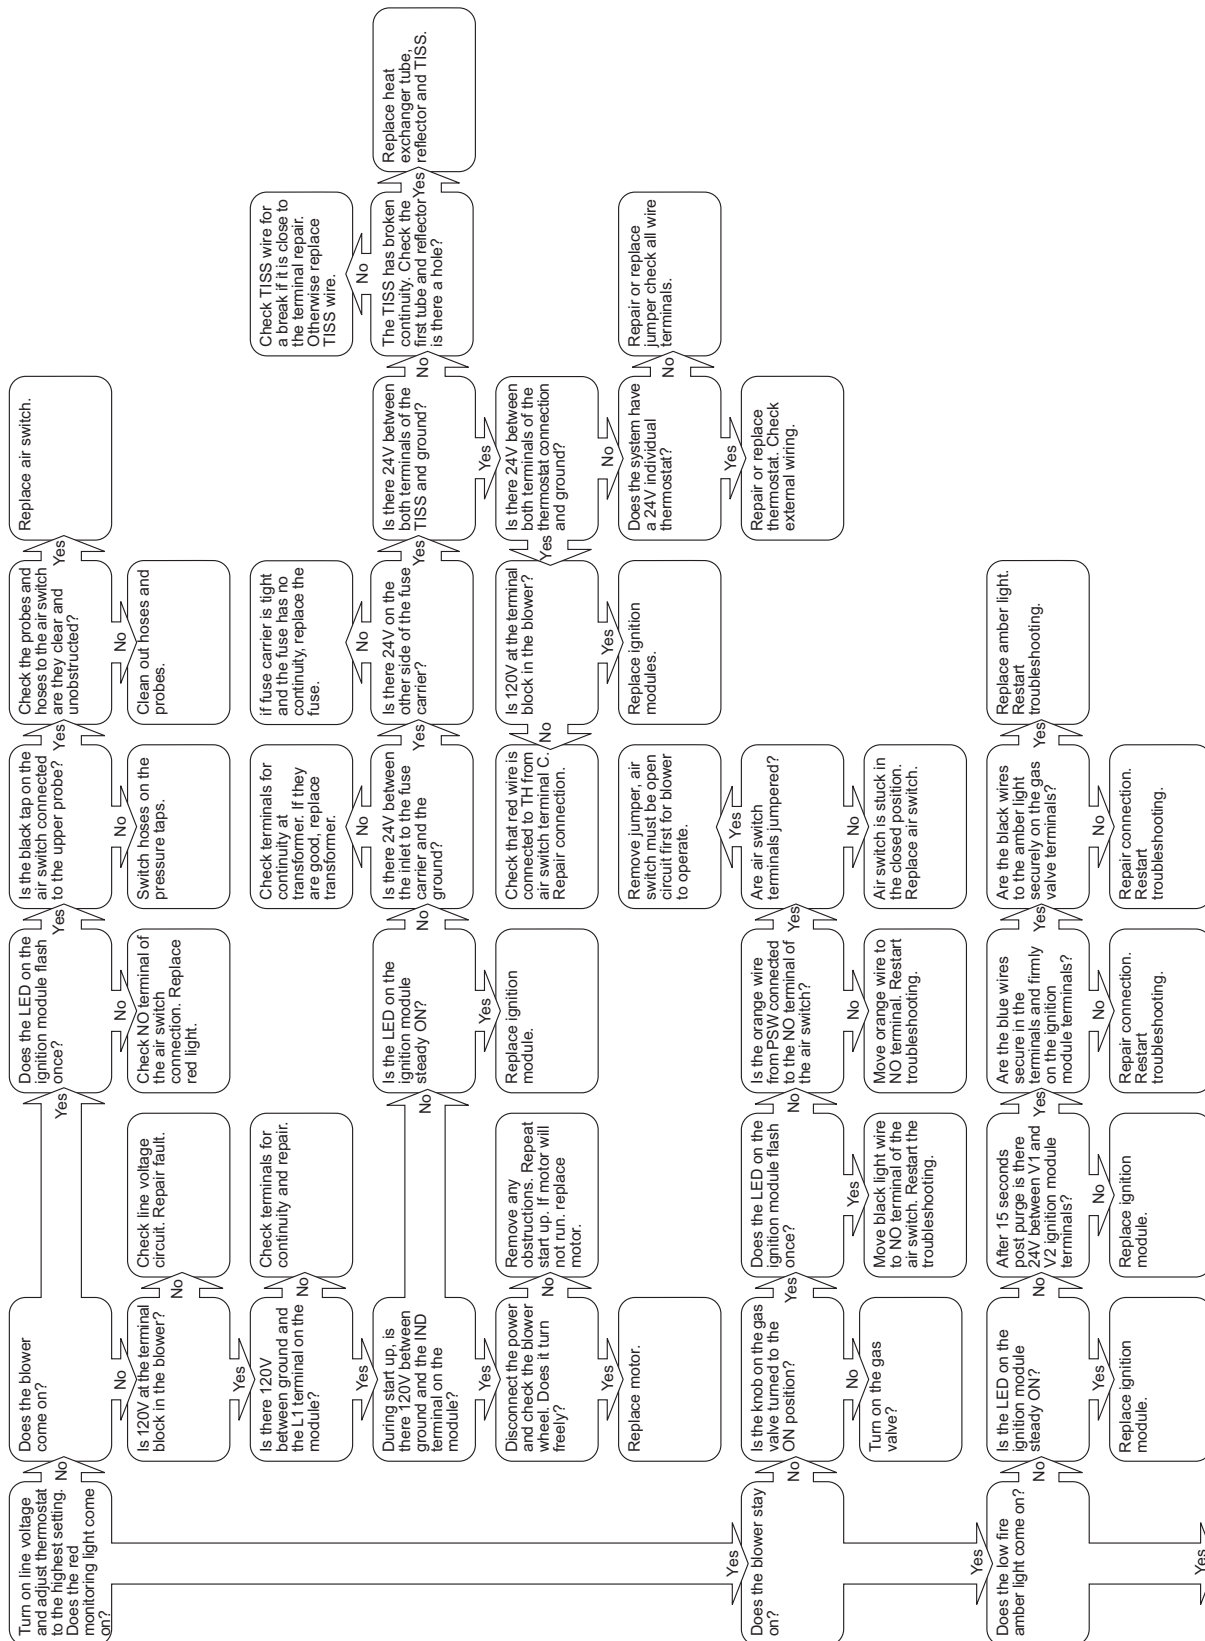 Turn on line voltage
and adjust thermostat
to the highest setting.
Does the red
monitoring light come
on?
No
Does the blower
come on?
Yes
Does the LED on the
ignition module flash
once?
Yes
Is the black tap on the
air switch connected
to the upper probe?
Yes
Check the probes and
hoses to the air switch
are they clear and
unobstructed?
Yes
Replace air switch.
No
Is 120V at the terminal
block in the blower?
No
Check line voltage
circuit. Repair fault.
No
Check NO terminal of
the air switch
connection. Replace
red light.
No
Switch hoses on the
pressure taps.
No
Clean out hoses and
probes.
Yes
Is there 120V
between ground and
the L1 terminal on the
module?
No
Check terminals for
continuity and repair.
Check terminals for
continuity at
transformer. If they
are good, replace
transformer.
No
if fuse carrier is tight
and the fuse has no
continuity, replace the
fuse.
No
Check TISS wire for
a break if it is close to
the terminal repair.
Otherwise replace
TISS wire.
No
Yes
During start up, is
there 120V between
ground and the IND
terminal on the
module?
No
Is the LED on the
ignition module
steady ON?
No
Is there 24V between
the inlet to the fuse
carrier and the
ground?
Yes
Is there 24V on the
other side of the fuse
carrier?
Yes
Is there 24V between
both terminals of the
TISS and ground?
No
The TISS has broken
continuity. Check the
first tube and reflector
is there a hole?
Yes
Replace heat
exchanger tube,
reflector and TISS.
Yes
Disconnect the power
and check the blower
wheel. Does it turn
freely?
No
Remove any
obstructions. Repeat
start up. If motor will
not run. replace
motor.
Yes
Replace ignition
module.
Check that red wire is
connected to TH from
air switch terminal C.
Repair connection.
No
Is 120V at the terminal
block in the blower?
Yes
Yes
Is there 24V between
both terminals of the
thermostat connection
and ground?
Yes
Replace motor.
Remove jumper, air
switch must be open
circuit first for blower
to operate.
Yes
Yes
Replace ignition
modules.
No
Does the system have
a 24V individual
thermostat?
No
Repair or replace
jumper check all wire
terminals.
Yes
Repair or replace
thermostat. Check
external wiring.
Yes
Does the blower stay
on?
No
Is the knob on the gas
valve turned to the
ON position?
Yes
Does the LED on the
ignition module flash
once?
No
Is the orange wire
from PSW connected
to the NO terminal of
the air switch?
Yes
Are air switch
terminals jumpered?
No
Turn on the gas
valve?
Yes
Move black light wire
to NO terminal of the
air switch. Restart the
troubleshooting.
No
Move orange wire to
NO terminal. Restart
troubleshooting.
No
Air switch is stuck in
the closed position.
Replace air switch.
Yes
Does the low fire
amber light come on?
No
Is the LED on the
ignition module
steady ON?
No
After 15 seconds
post purge is there
24V between V1 and
V2 ignition module
terminals?
Yes
Are the blue wires
secure in the
terminals and firmly
on the ignition
module terminals?
Yes
Are the black wires
to the amber light
securely on the gas
valve terminals?
Yes
Replace amber light.
Restart
troubleshooting.
Yes
Replace ignition
module.
No
Replace ignition
module.
No
Repair connection.
Restart
troubleshooting.
No
Repair connection.
Restart
troubleshooting.
Yes